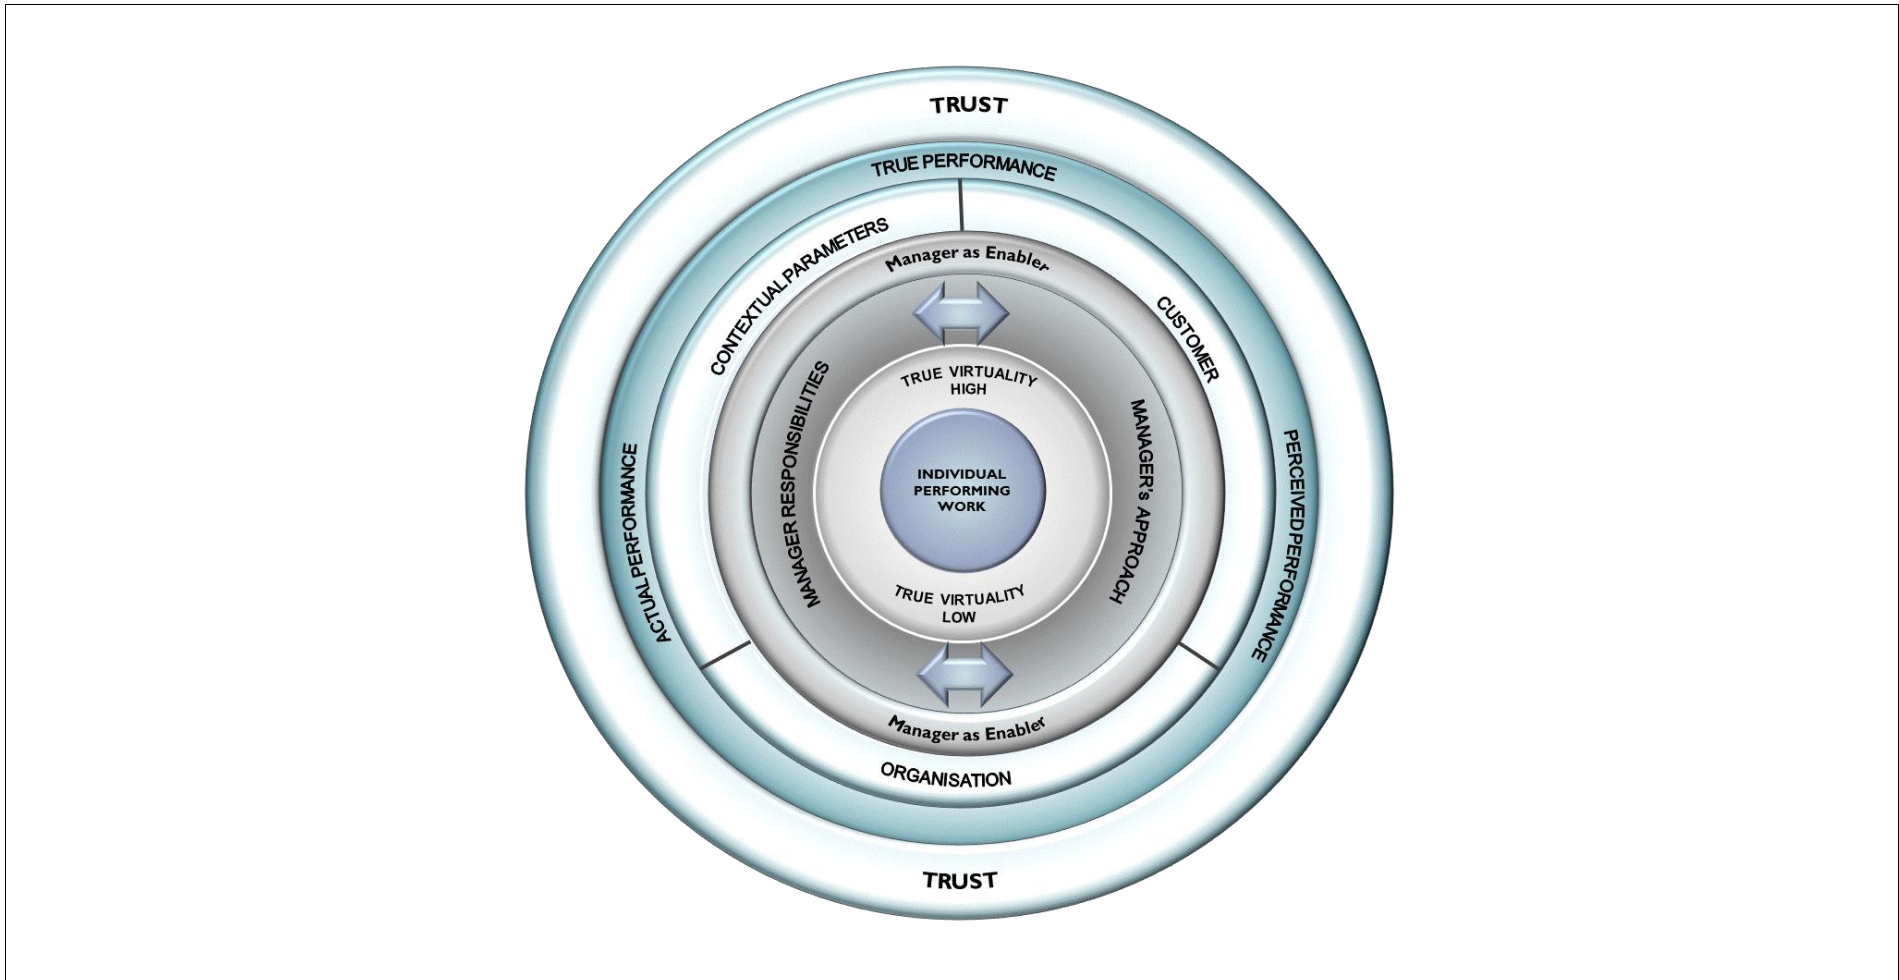 TRUST
TRUE PERFORMANCE
CONTEXTUAL PARAMETERS
Manager as Enabler
CUSTOMER
MANAGER RESPONSIBILITIES
TRUE VIRTUALITY
HIGH
MANAGER's APPROACH
ACTUAL PERFORMANCE
PERCEIVED PERFORMANCE
INDIVIDUAL
PERFORMING
WORK
TRUE VIRTUALITY
LOW
Manager as Enabler
ORGANISATION
TRUST